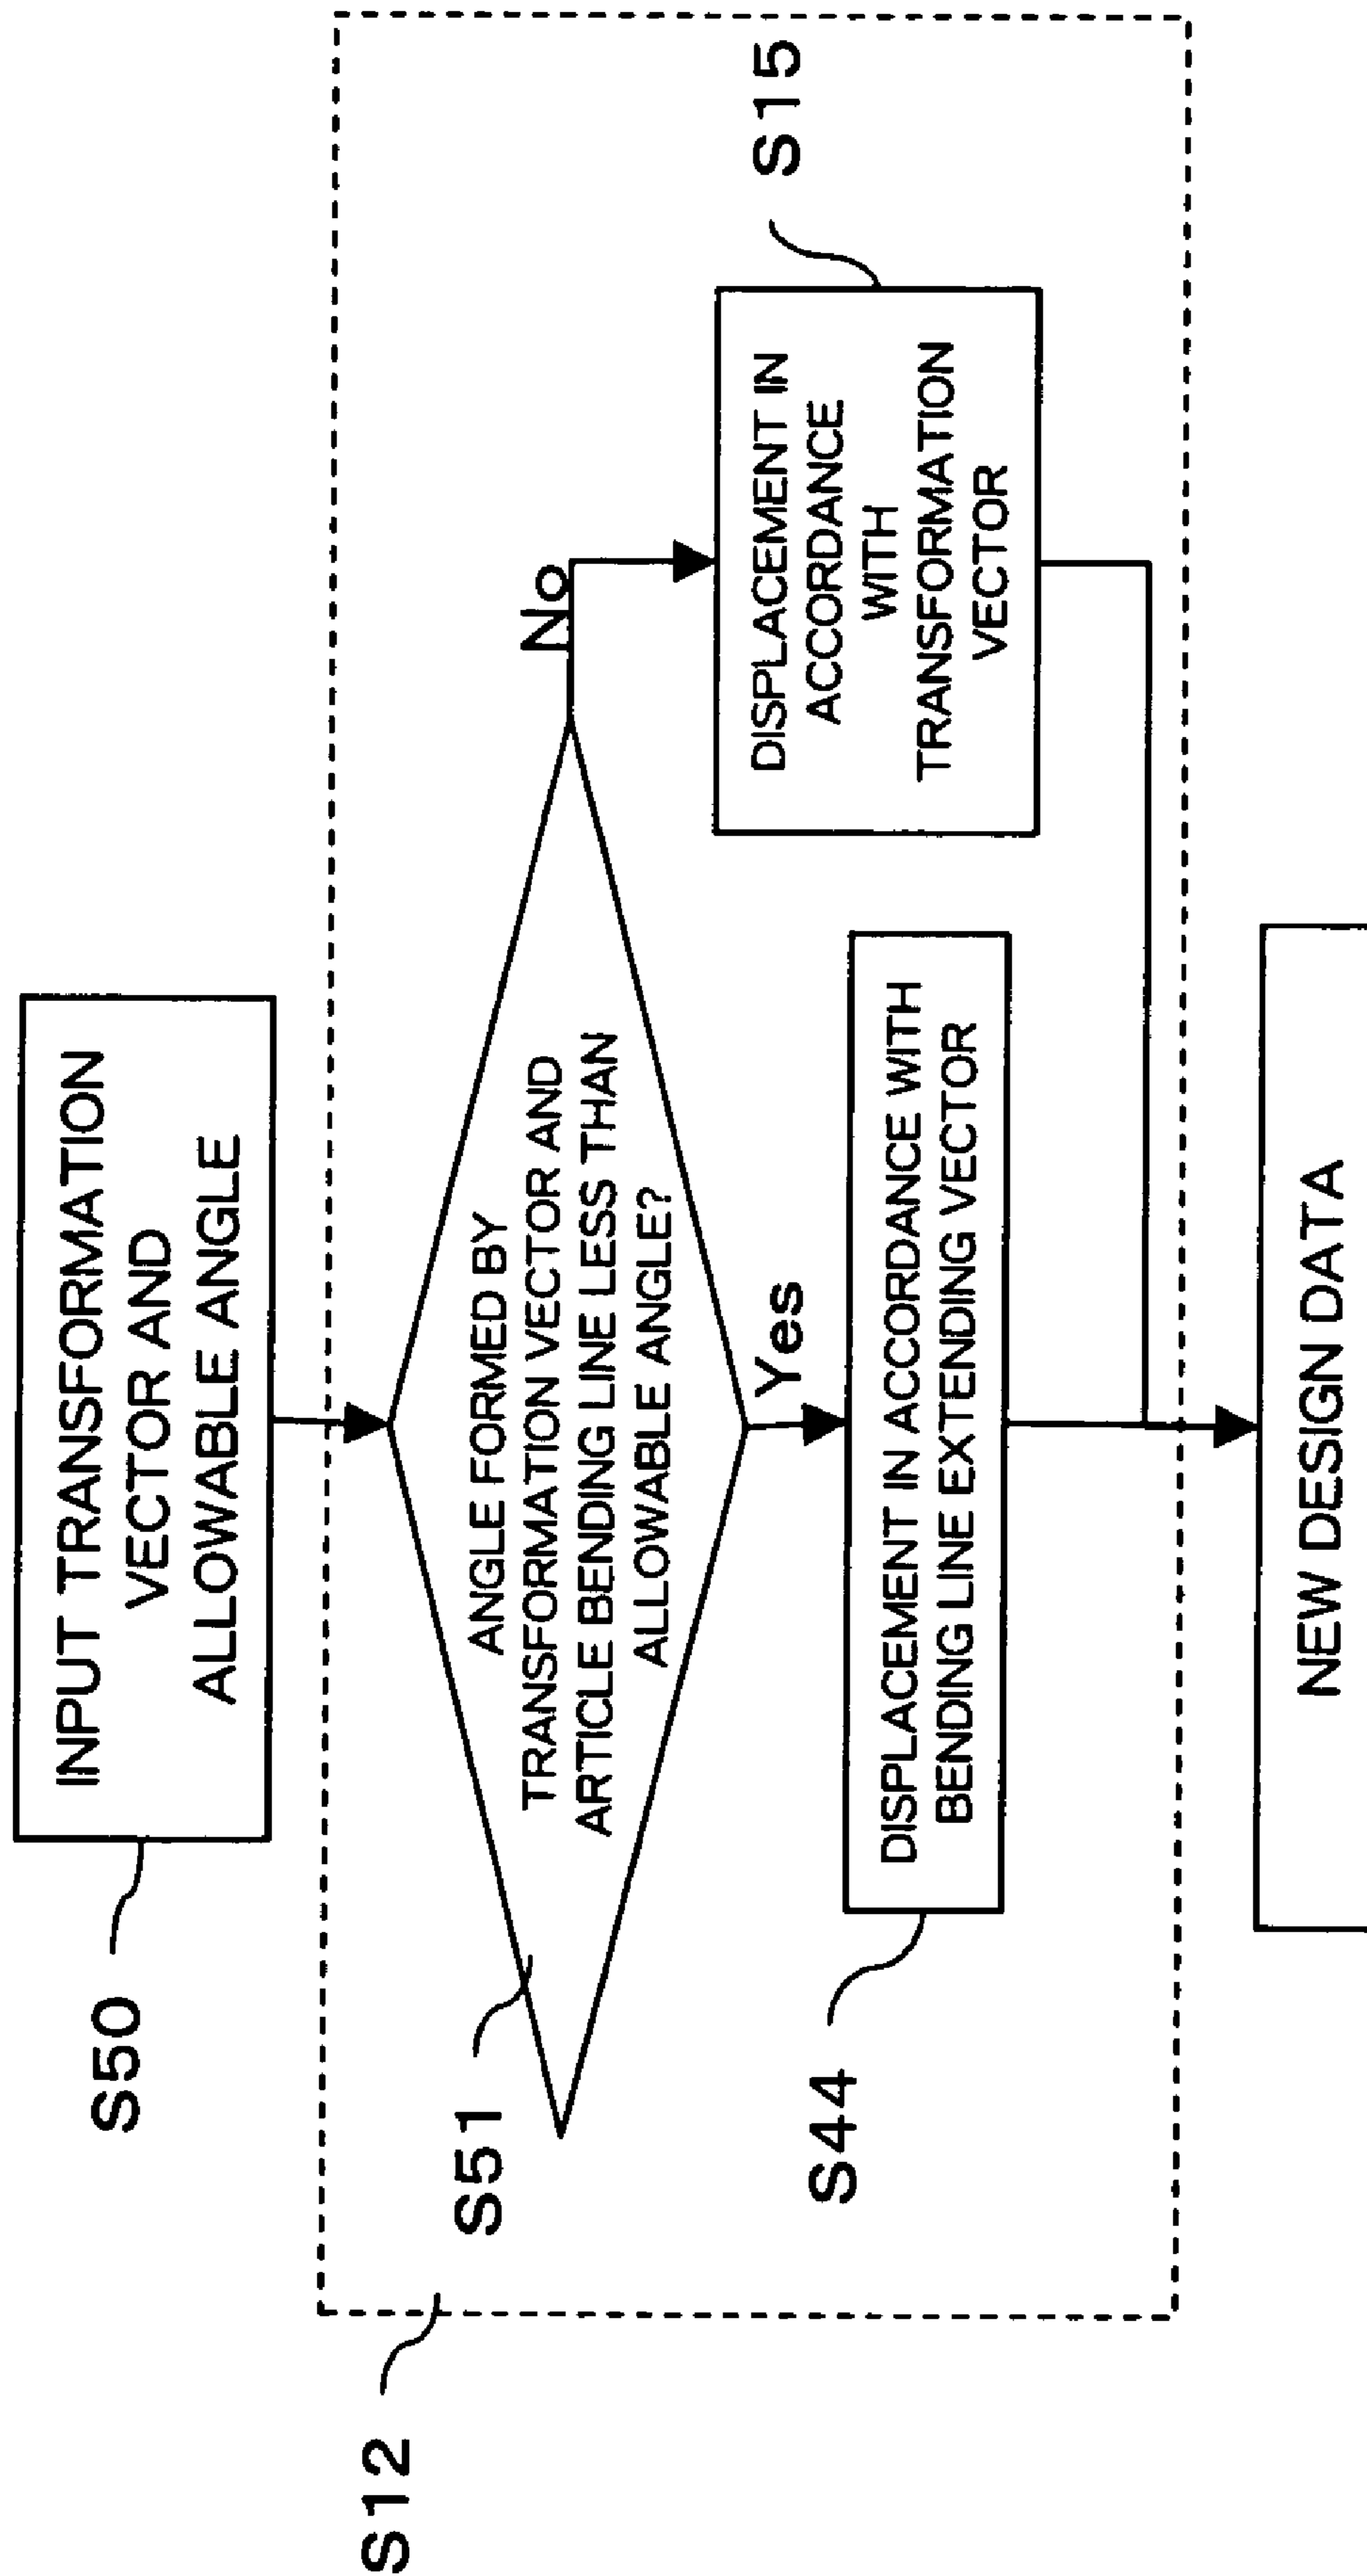 S50
INPUT TRANSFORMATION
VECTOR AND
ALLOWABLE ANGLE
S12
S51
ANGLE FORMED BY
TRANSFORMATION VECTOR AND
ARTICLE BENDING LINE LESS THAN
ALLOWABLE ANGLE?
No
Yes
S44
DISPLACEMENT IN ACCORDANCE WITH
BENDING LINE EXTENDING VECTOR
S15
DISPLACEMENT IN
ACCORDANCE
WITH
TRANSFORMATION
VECTOR
NEW DESIGN DATA